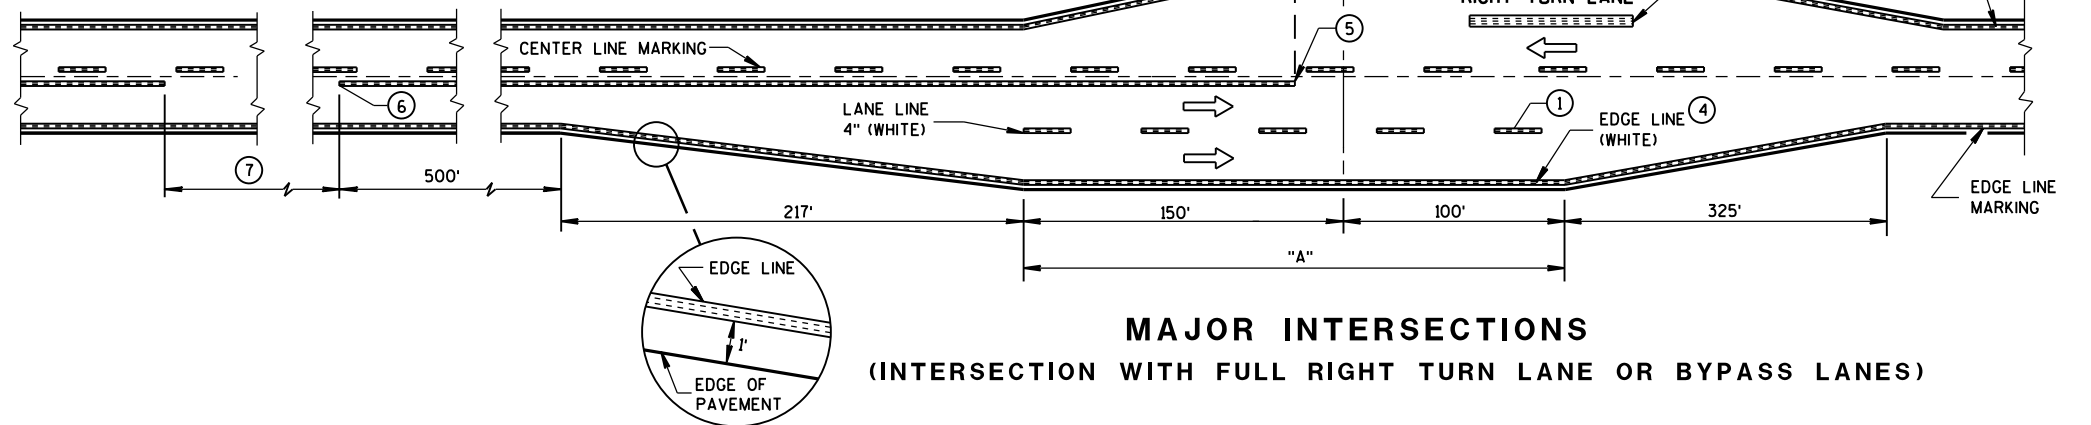 RIGHT TURN LANE
5
CENTER LINE MARKING
6
LANE LINE
4" (WHITE)
1
EDGE LINE 4
(WHITE)
7
500'
EDGE LINE
MARKING
217'
150'
100'
325'
"A"
EDGE LINE
1'
EDGE OF
PAVEMENT
MAJOR INTERSECTIONS
(INTERSECTION WITH FULL RIGHT TURN LANE OR BYPASS LANES)